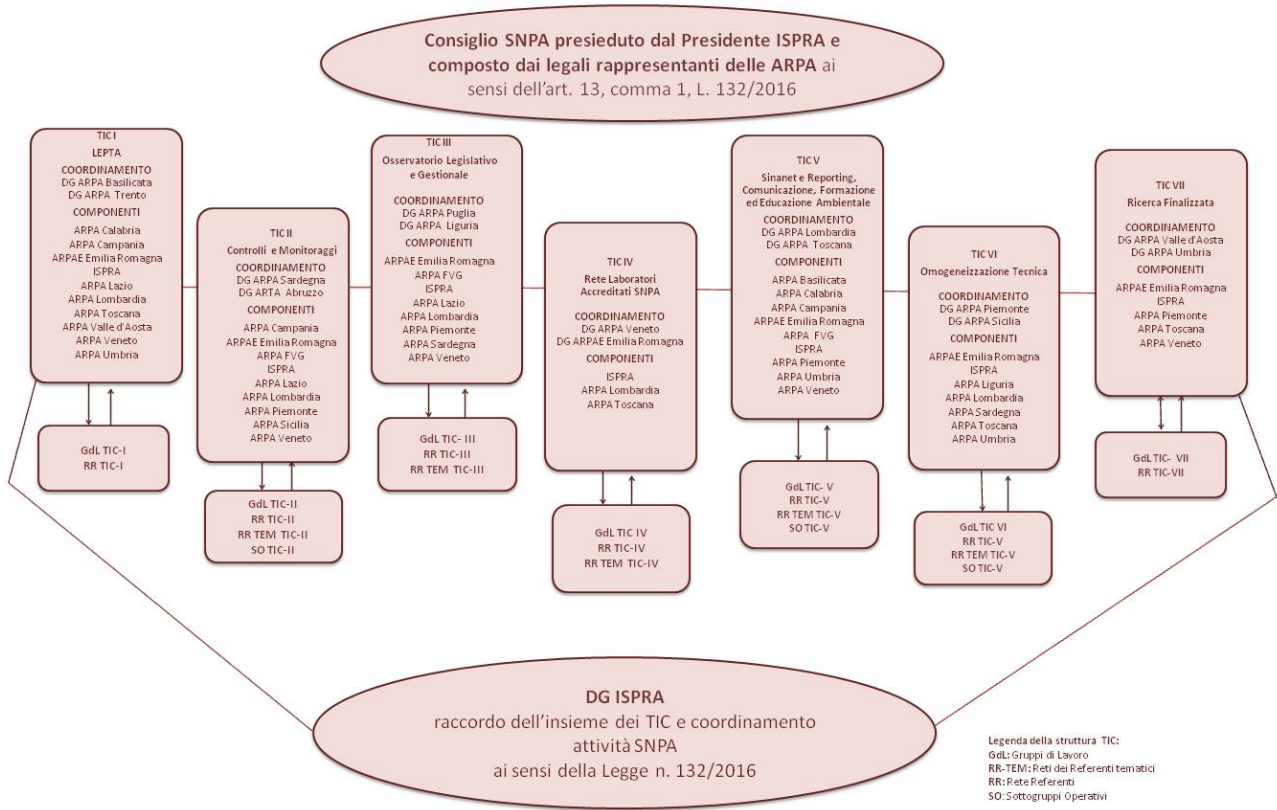 Consiglio SNPA presieduto dal Presidente ISPRA e
composto dai legali rappresentanti delle ARPA ai
sensi dell'art. 13, comma 1, L. 132/2016
TIC I
LEPTA
COORDINAMENTO
DG ARPA Basilicata
DG ARPA Trento
COMPONENTI
ARPA Calabria
ARPA Campania
ARPAE Emilia Romagna
ISPRA
ARPA Lazio
ARPA Lombardia
ARPA Toscana
ARPA Valle d'Aosta
ARPA Veneto
ARPA Umbria
GdL TIC-I
RR TIC-I
TIC II
Controlli e Monitoraggi
COORDINAMENTO
DG ARPA Sardegna
DG ARTA Abruzzo
COMPONENTI
ARPA Campania
ARPAE Emilia Romagna
ARPA FVG
ISPRA
ARPA Lazio
ARPA Lombardia
ARPA Piemonte
ARPA Sicilia
ARPA Veneto
GdL TIC-II
RR TIC-II
RR TEM TIC-II
SO TIC-II
TIC III
Osservatorio Legislativo
e Gestionale
COORDINAMENTO
DG ARPA Puglia
DG ARPA Liguria
COMPONENTI
ARPAE Emilia Romagna
ARPA FVG
ISPRA
ARPA Lazio
ARPA Lombardia
ARPA Piemonte
ARPA Sardegna
ARPA Veneto
GdL TIC- III
RR TIC-III
RR TEM TIC-III
TIC IV
Rete Laboratori
Accreditati SNPA
COORDINAMENTO
DG ARPA Veneto
DG ARPAE Emilia Romagna
COMPONENTI
ISPRA
ARPA Lombardia
ARPA Toscana
GdL TIC IV
RR TIC-IV
RR TEM TIC-IV
TIC V
Sinanet e Reporting,
Comunicazione, Formazione
ed Educazione Ambientale
COORDINAMENTO
DG ARPA Lombardia
DG ARPA Toscana
COMPONENTI
ARPA Basilicata
ARPA Calabria
ARPA Campania
ARPAE Emilia Romagna
ARPA FVG
ISPRA
ARPA Piemonte
ARPA Umbria
ARPA Veneto
GdL TIC- V
RR TIC-V
RR TEM TIC-V
SO TIC-V
TIC VI
Omogeneizzazione Tecnica
COORDINAMENTO
DG ARPA Piemonte
DG ARPA Sicilia
COMPONENTI
ARPAE Emilia Romagna
ISPRA
ARPA Liguria
ARPA Lombardia
ARPA Sardegna
ARPA Toscana
ARPA Umbria
GdL TIC VI
RR TIC-V
RR TEM TIC-V
SO TIC-V
TIC VII
Ricerca Finalizzata
COORDINAMENTO
DG ARPA Valle d'Aosta
DG ARPA Umbria
COMPONENTI
ARPAE Emilia Romagna
ISPRA
ARPA Piemonte
ARPA Toscana
ARPA Veneto
GdL TIC- VII
RR TIC-VII
DG ISPRA
raccordo dell'insieme dei TIC e coordinamento
attività SNPA
ai sensi della Legge n. 132/2016
Legenda della struttura TIC:
GdL: Gruppi di Lavoro
RR-TEM: Reti dei Referenti tematici
RR: Rete Referenti
SO: Sottogruppi Operativi